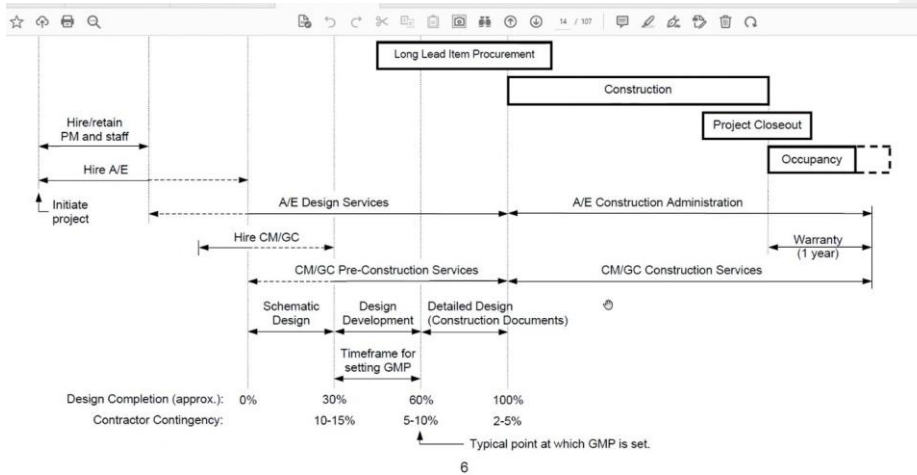 14 / 107
Long Lead Item Procurement
Construction
Hire/retain
PM and staff
Project Closeout
Hire A/E
Occupancy
Initiate
project
A/E Design Services
A/E Construction Administration
Hire CM/GC
Warranty
(1 year)
CM/GC Pre-Construction Services
CM/GC Construction Services
Schematic
Design
Design
Development
Detailed Design
(Construction Documents)
Timeframe for
setting GMP
Design Completion (approx.): 0% 30% 60% 100%
Contractor Contingency: 10-15% 5-10% 2-5%
Typical point at which GMP is set.
6